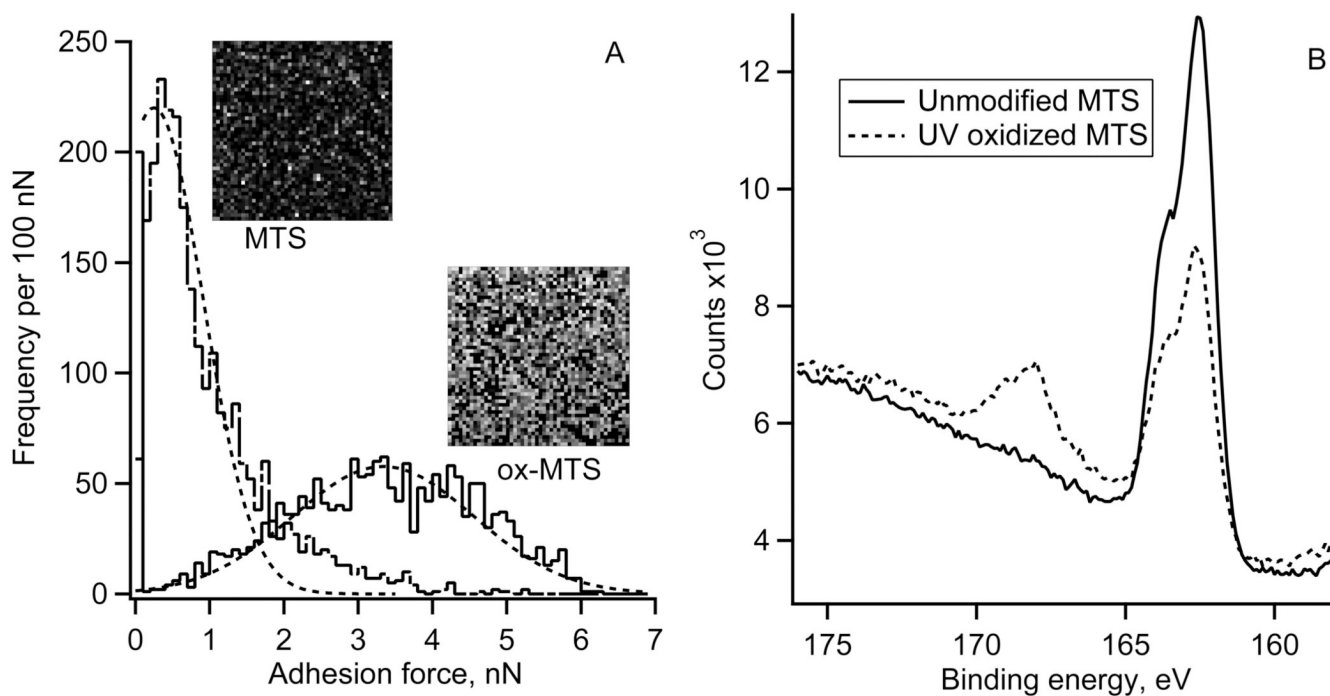 A
250
200
150
100
50
0
Frequency per 100 nN
MTS
ox-MTS
0 1 2 3 4 5 6 7
Adhesion force, nN
B
12
10
8
6
4
Counts x10³
Unmodified MTS
UV oxidized MTS
175 170 165 160
Binding energy, eV